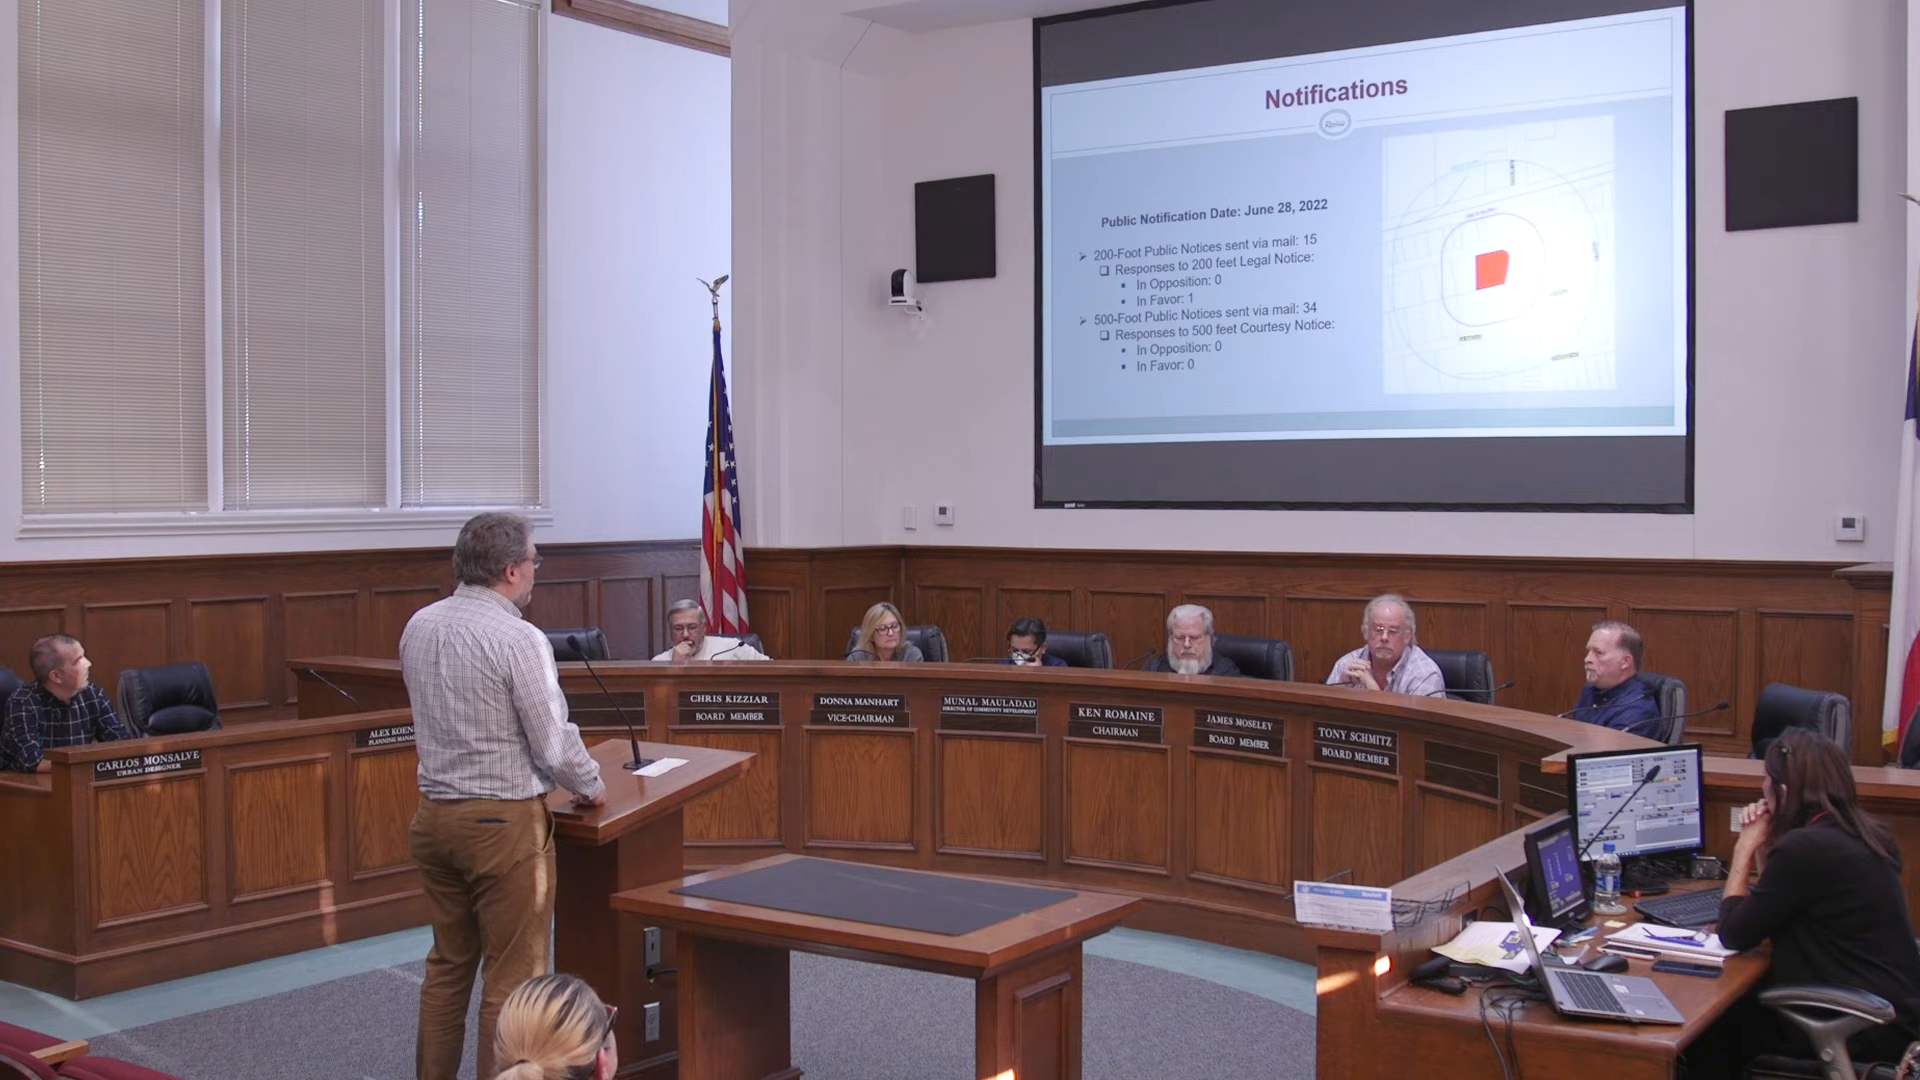 Notifications
Public Notification Date: June 28, 2022
200-Foot Public Notices sent via mail: 15
Responses to 200 feet Legal Notice:
In Opposition: 0
In Favor: 1
500-Foot Public Notices sent via mail: 34
Responses to 500 feet Courtesy Notice:
In Opposition: 0
In Favor: 0
CARLOS MONSALVE
URBAN DESIGNER
ALEX
PLANNING
CHRIS KIZZIAR
BOARD MEMBER
DONNA MANHART
VICE-CHAIRMAN
MUNAL MAULADAD
DIRECTOR OF COMMUNITY DEVELOPMENT
KEN ROMAINE
CHAIRMAN
JAMES MOSELEY
BOARD MEMBER
TONY SCHMITZ
BOARD MEMBER